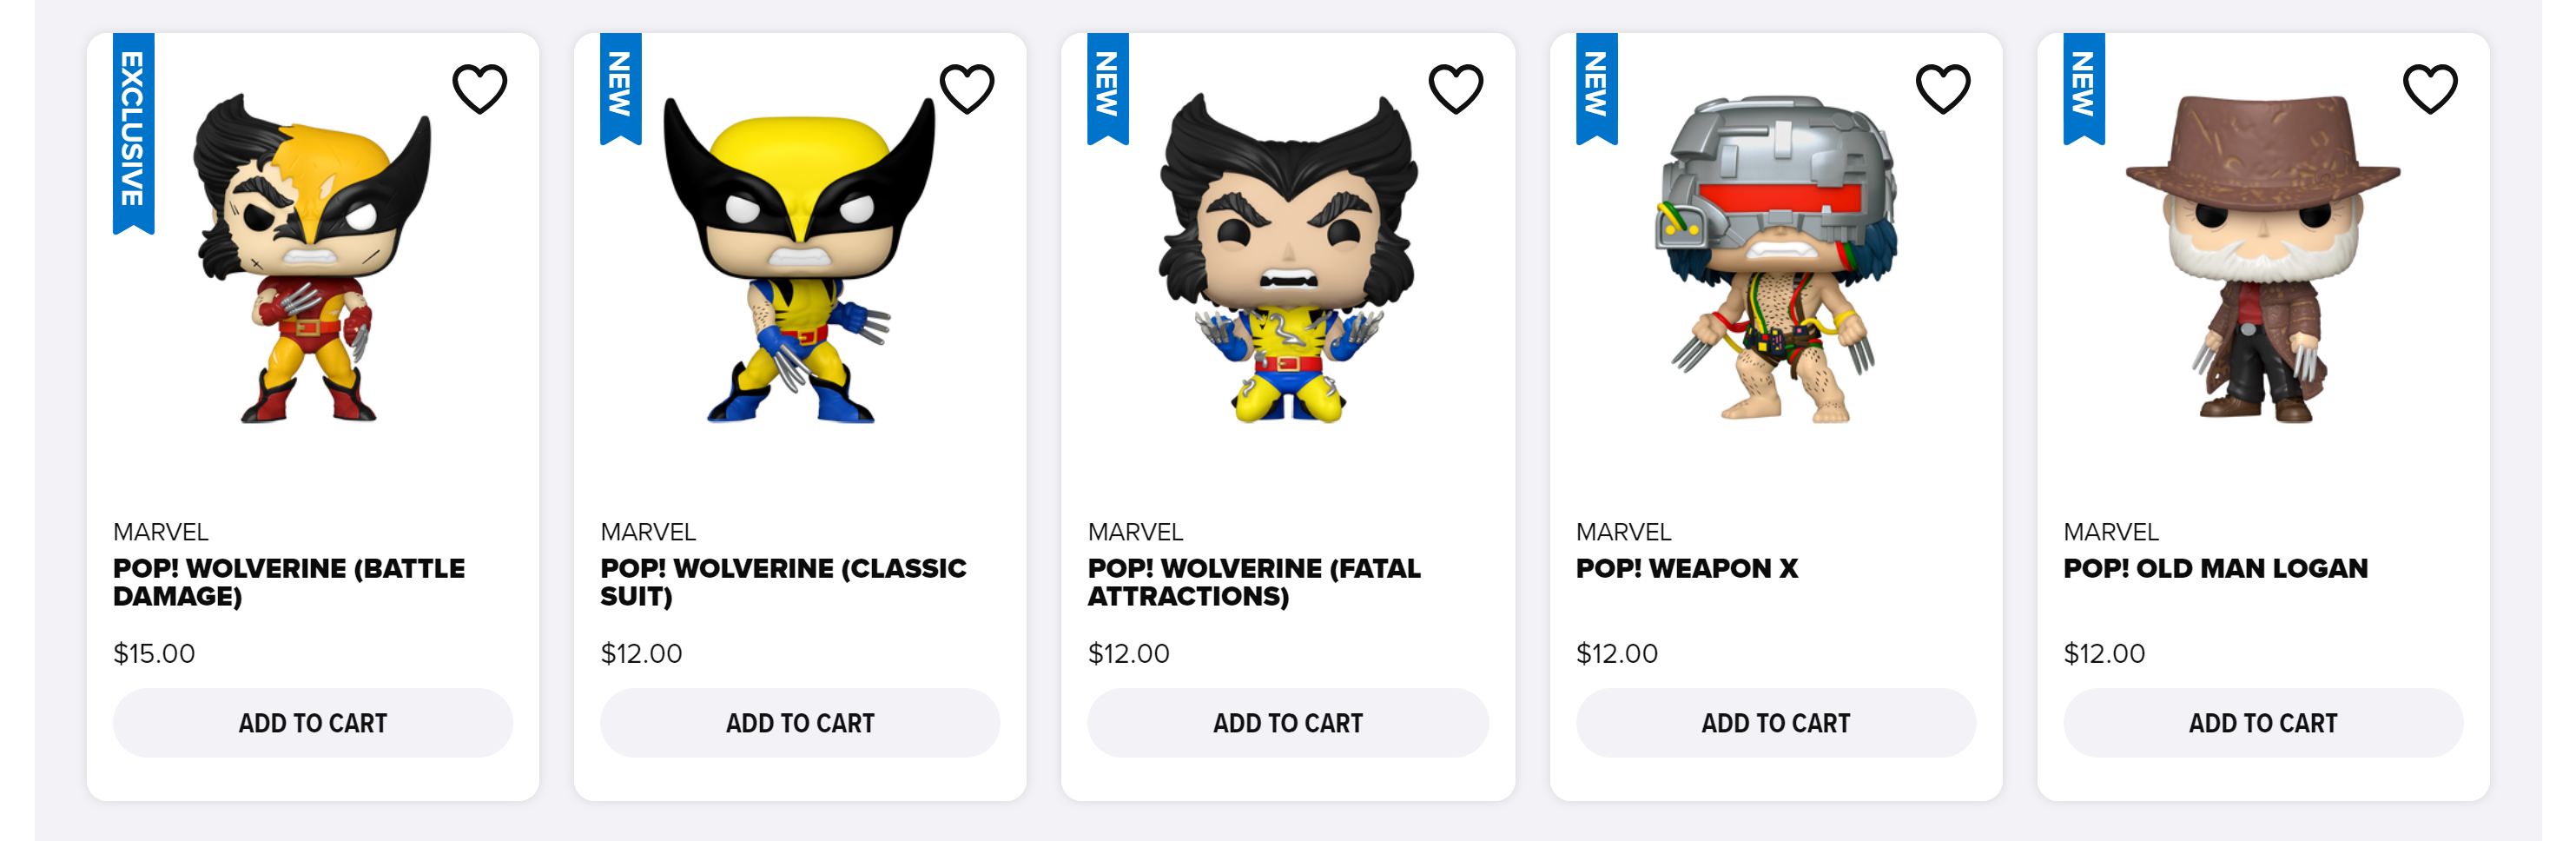 EXCLUSIVE
MARVEL
POP! WOLVERINE (BATTLE
DAMAGE)
$15.00
ADD TO CART
NEW
MARVEL
POP! WOLVERINE (CLASSIC
SUIT)
$12.00
ADD TO CART
NEW
MARVEL
POP! WOLVERINE (FATAL
ATTRACTIONS)
$12.00
ADD TO CART
NEW
MARVEL
POP! WEAPON X
$12.00
ADD TO CART
NEW
MARVEL
POP! OLD MAN LOGAN
$12.00
ADD TO CART